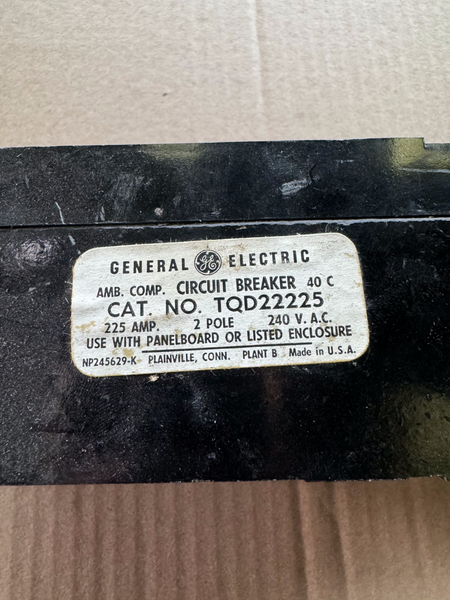 GENERAL GE ELECTRIC
AMB. COMP. CIRCUIT BREAKER 40 C
CAT. NO. TQD22225
225 AMP. 2 POLE 240 V. A.C.
USE WITH PANELBOARD OR LISTED ENCLOSURE
NP245629-K PLAINVILLE, CONN. PLANT B Made in U.S.A.